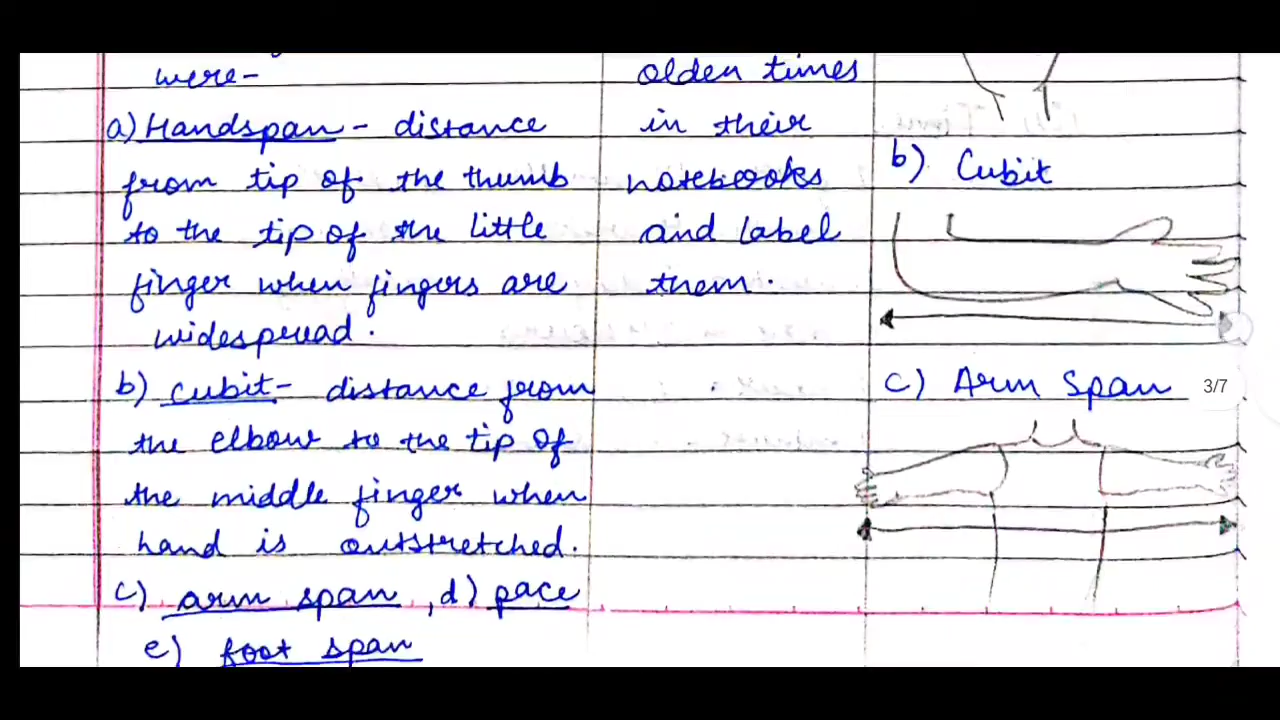 were-
a) Handspan - distance
from tip of the thumb
to the tip of the little
finger when fingers are
widespread.
b) cubit- distance from
the elbow to the tip of
the middle finger when
hand is outstretched.
c) arm span, d) pace
e) foot span
olden times
in their
notebooks
and label
them.
b) Cubit
c) Arm Span
3/7